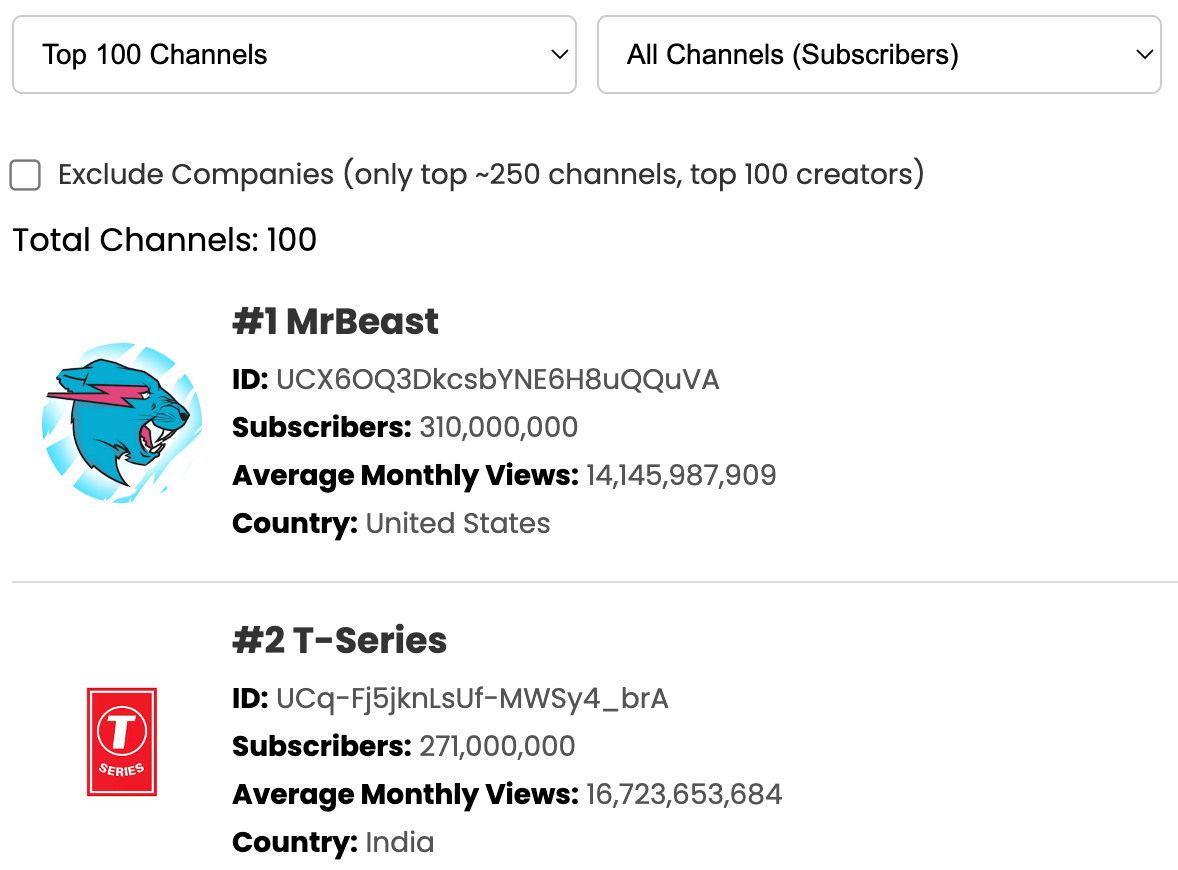 Top 100 Channels
All Channels (Subscribers)
Exclude Companies (only top ~250 channels, top 100 creators)
Total Channels: 100
#1 MrBeast
ID: UCX6OQ3DkcsbYNE6H8uQQuVA
Subscribers: 310,000,000
Average Monthly Views: 14,145,987,909
Country: United States
#2 T-Series
T
SERIES
ID: UCq-Fj5jknLsUf-MWSy4_brA
Subscribers: 271,000,000
Average Monthly Views: 16,723,653,684
Country: India